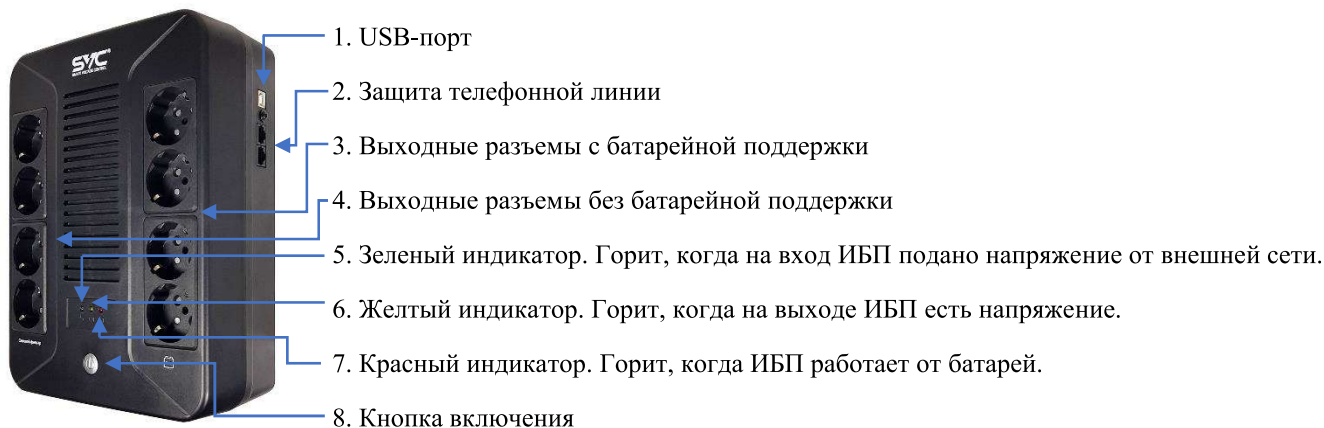 SVC
1. USB-порт
2. Защита телефонной линии
3. Выходные разъемы с батарейной поддержки
4. Выходные разъемы без батарейной поддержки
5. Зеленый индикатор. Горит, когда на вход ИБП подано напряжение от внешней сети.
6. Желтый индикатор. Горит, когда на выходе ИБП есть напряжение.
7. Красный индикатор. Горит, когда ИБП работает от батарей.
8. Кнопка включения